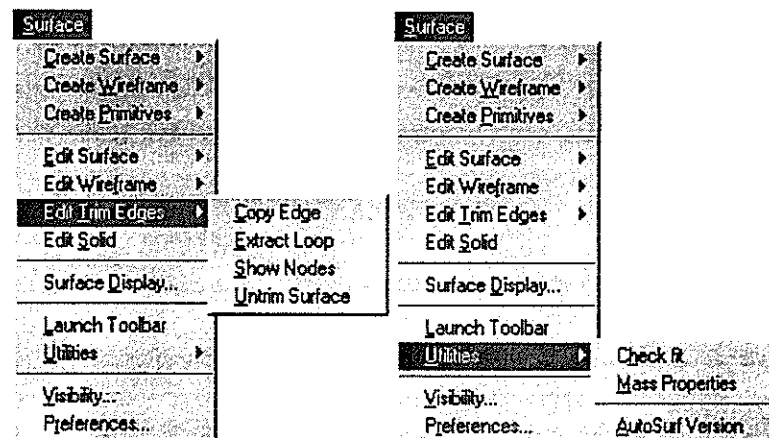 Surface
Create Surface
Create Wireframe
Create Primitives
Edit Surface
Edit Wireframe
Edit Trim Edges
Edit Solid
Surface Display...
Launch Toolbar
Utilities
Visibility...
Preferences...
Copy Edge
Extract Loop
Show Nodes
Untrim Surface
Surface
Create Surface
Create Wireframe
Create Primitives
Edit Surface
Edit Wireframe
Edit Trim Edges
Edit Solid
Surface Display...
Launch Toolbar
Utilities
Visibility...
Preferences...
Check fit
Mass Properties
AutoSurf Version